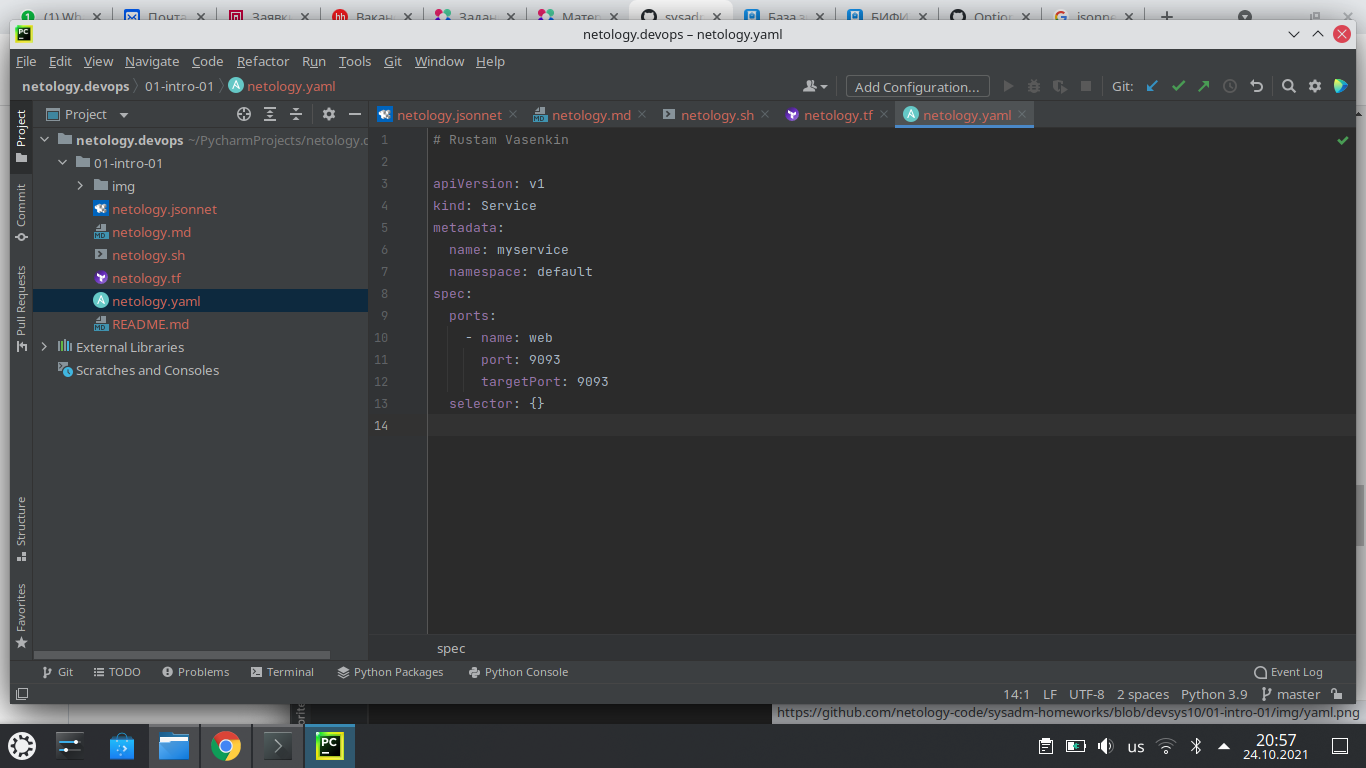 (1) Wh
Почта
Заявк
Вакан
Задан
Матер
sysadr
База з
БИФИ
Option
jsonne
netology.devops – netology.yaml
File Edit View Navigate Code Refactor Run Tools Git Window Help
netology.devops 01-intro-01 netology.yaml
Add Configuration...
Git:
Project
netology.jsonnet
netology.md
netology.sh
netology.tf
netology.yaml
Project
Commit
Pull Requests
Structure
Favorites
netology.devops ~/PycharmProjects/netology.d
01-intro-01
img
netology.jsonnet
netology.md
netology.sh
netology.tf
netology.yaml
README.md
External Libraries
Scratches and Consoles
1 # Rustam Vasenkin
2
3 apiVersion: v1
4 kind: Service
5 metadata:
6   name: myservice
7   namespace: default
8 spec:
9   ports:
10     - name: web
11       port: 9093
12       targetPort: 9093
13   selector: {}
14
spec
Git TODO Problems Terminal Python Packages Python Console Event Log
14:1 LF UTF-8 2 spaces Python 3.9 master
https://github.com/netology-code/sysadm-homeworks/blob/devsys10/01-intro-01/img/yaml.png
us
20:57
24.10.2021